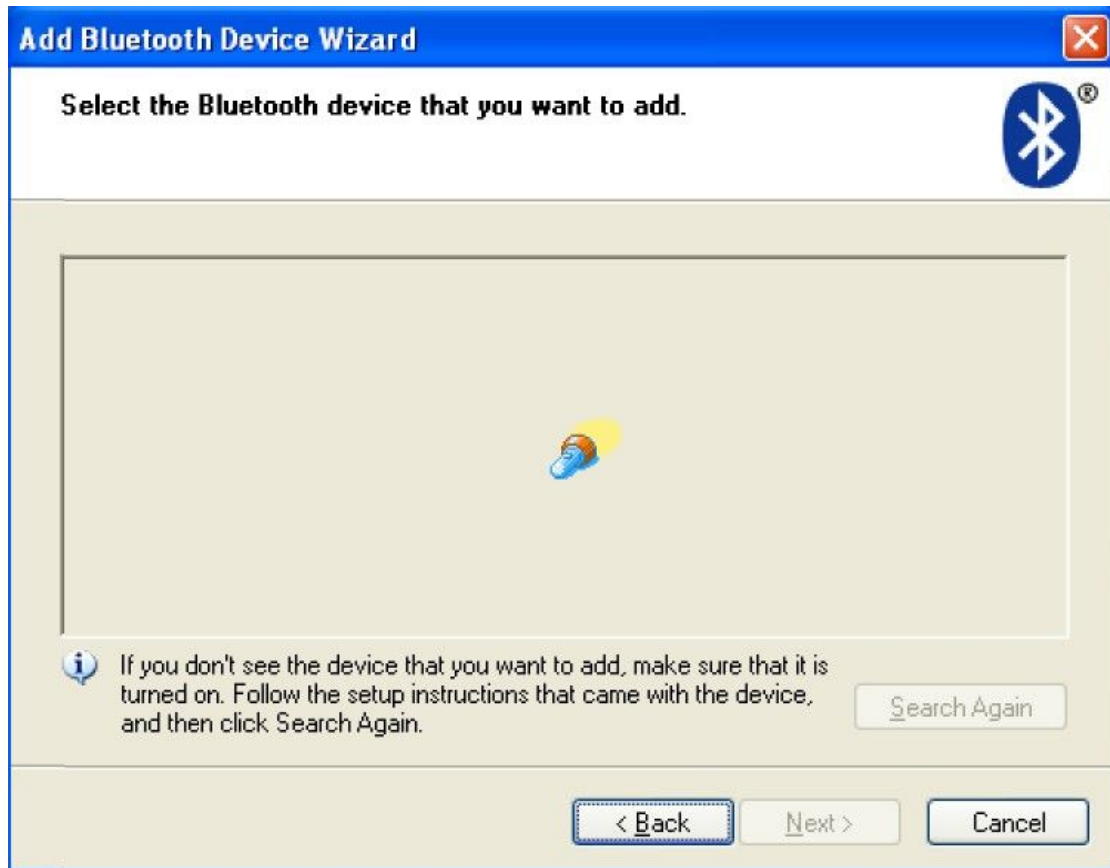 Add Bluetooth Device Wizard
Select the Bluetooth device that you want to add.
®
If you don't see the device that you want to add, make sure that it is
turned on. Follow the setup instructions that came with the device,
and then click Search Again.
Search Again
< Back
Next >
Cancel